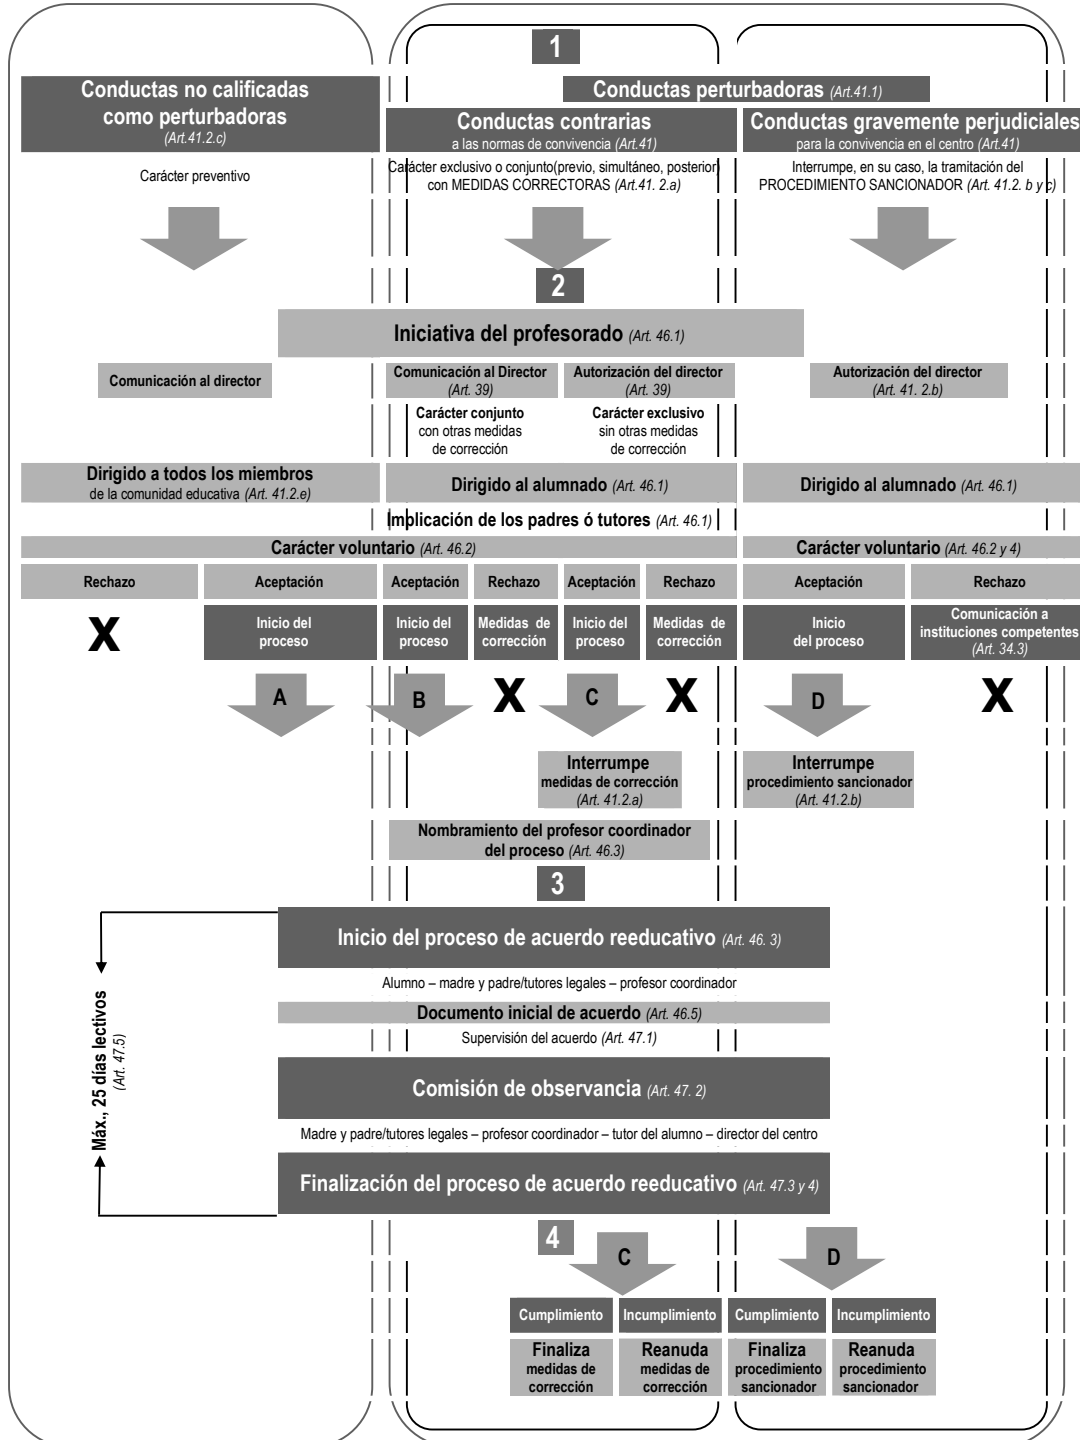 1
Conductas no calificadas
como perturbadoras
(Art.41.2.c)
Conductas perturbadoras (Art.41.1)
Conductas contrarias
a las normas de convivencia (Art.41)
Conductas gravemente perjudiciales
para la convivencia en el centro (Art.41)
Carácter preventivo
Carácter exclusivo o conjunto(previo, simultáneo, posterior)
con MEDIDAS CORRECTORAS (Art.41. 2.a)
Interrumpe, en su caso, la tramitación del
PROCEDIMIENTO SANCIONADOR (Art. 41.2. b y c)
2
Iniciativa del profesorado (Art. 46.1)
Comunicación al director
Comunicación al Director
(Art. 39)
Autorización del director
(Art. 39)
Autorización del director
(Art. 41. 2.b)
Carácter conjunto
con otras medidas
de corrección
Carácter exclusivo
sin otras medidas
de corrección
Dirigido a todos los miembros
de la comunidad educativa (Art. 41.2.e)
Dirigido al alumnado (Art. 46.1)
Dirigido al alumnado (Art. 46.1)
Implicación de los padres ó tutores (Art. 46.1)
Carácter voluntario (Art. 46.2)
Carácter voluntario (Art. 46.2 y 4)
Rechazo
Aceptación
Aceptación
Rechazo
Aceptación
Rechazo
Aceptación
Rechazo
X
Inicio del
proceso
Inicio del
proceso
Medidas de
corrección
Inicio del
proceso
Medidas de
corrección
Inicio
del proceso
Comunicación a
instituciones competentes
(Art. 34.3)
A
B
X
C
X
D
X
Interrumpe
medidas de corrección
(Art. 41.2.a)
Interrumpe
procedimiento sancionador
(Art. 41.2.b)
Nombramiento del profesor coordinador
del proceso (Art. 46.3)
3
Inicio del proceso de acuerdo reeducativo (Art. 46. 3)
Alumno – madre y padre/tutores legales – profesor coordinador
Documento inicial de acuerdo (Art. 46.5)
Supervisión del acuerdo (Art. 47.1)
Máx., 25 días lectivos
(Art. 47.5)
Comisión de observancia (Art. 47. 2)
Madre y padre/tutores legales – profesor coordinador – tutor del alumno – director del centro
Finalización del proceso de acuerdo reeducativo (Art. 47.3 y 4)
4
C
D
Cumplimiento
Incumplimiento
Cumplimiento
Incumplimiento
Finaliza
medidas de
corrección
Reanuda
medidas de
corrección
Finaliza
procedimiento
sancionador
Reanuda
procedimiento
sancionador